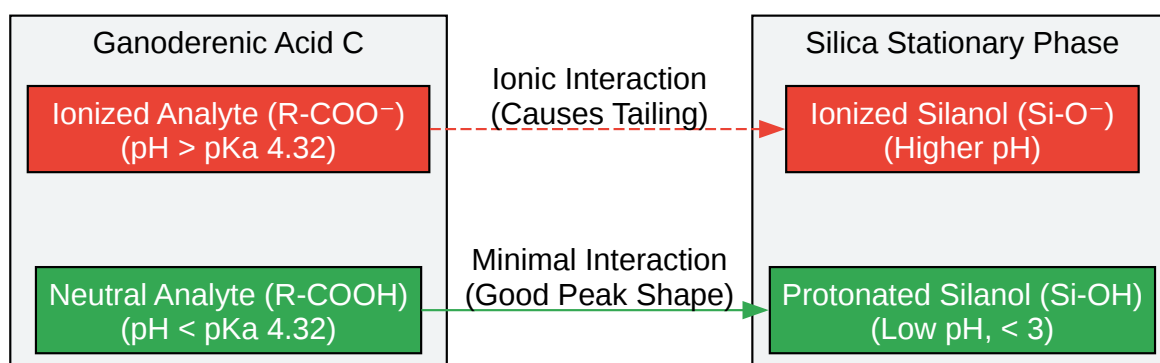 Ganoderenic Acid C
Ionized Analyte (R-COO⁻)
(pH > pKa 4.32)
Neutral Analyte (R-COOH)
(pH < pKa 4.32)
Ionic Interaction
(Causes Tailing)
Minimal Interaction
(Good Peak Shape)
Silica Stationary Phase
Ionized Silanol (Si-O⁻)
(Higher pH)
Protonated Silanol (Si-OH)
(Low pH, < 3)